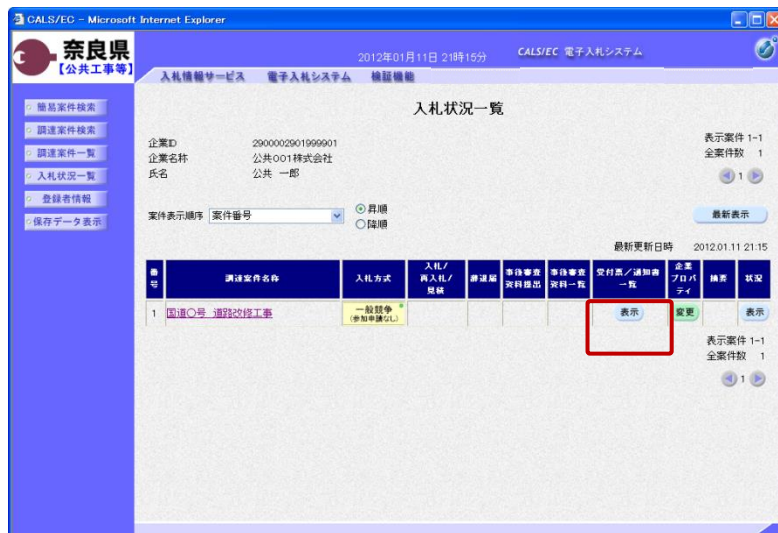 CALS/EC - Microsoft Internet Explorer
奈良県
【公共工事等】
2012年01月11日 21時15分
CALS/EC 電子入札システム
入札情報サービス 電子入札システム 検証機能
簡易案件検索
調達案件検索
調達案件一覧
入札状況一覧
登録者情報
保存データ表示
入札状況一覧
企業ID 2900002901999901
企業名称 公共001株式会社
氏名 公共 一郎
表示案件 1-1
全案件数 1
1
案件表示順序 案件番号
昇順
降順
最新表示
最新更新日時 2012.01.11 21:15
番号 調達案件名称 入札方式 入札/再入札/見積 辞退届 事後審査資料提出 事後審査資料一覧 受付票/通知書一覧 企業プロパティ 摘要 状況
1 国道〇号 道路改修工事 一般競争 表示 変更 表示
(参加申請なし)
表示案件 1-1
全案件数 1
1